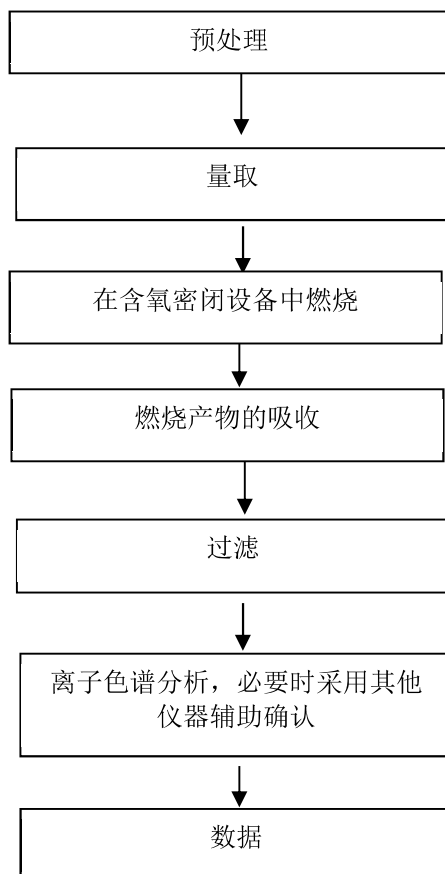 预处理
量取
在含氧密闭设备中燃烧
燃烧产物的吸收
过滤
离子色谱分析，必要时采用其他
仪器辅助确认
数据